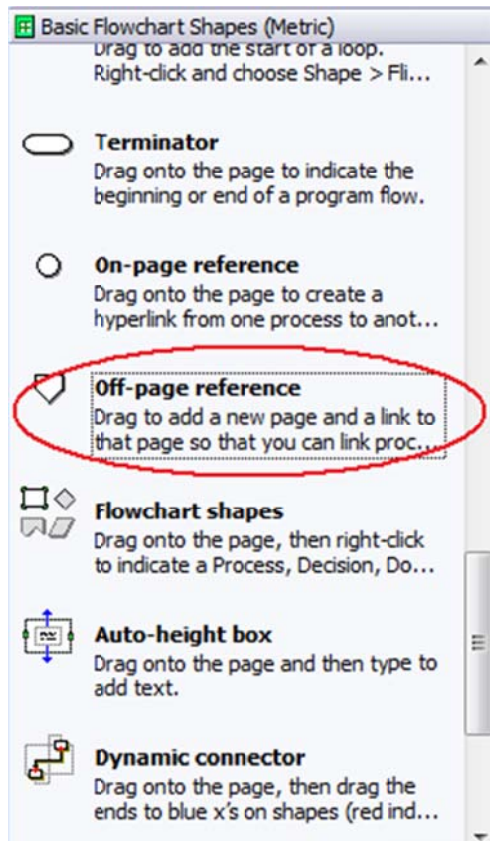 Basic Flowchart Shapes (Metric)
Drag to add the start of a loop.
Right-click and choose Shape > Fli...
Terminator
Drag onto the page to indicate the
beginning or end of a program flow.
On-page reference
Drag onto the page to create a
hyperlink from one process to anot...
Off-page reference
Drag to add a new page and a link to
that page so that you can link proc...
Flowchart shapes
Drag onto the page, then right-click
to indicate a Process, Decision, Do...
Auto-height box
Drag onto the page and then type to
add text.
Dynamic connector
Drag onto the page, then drag the
ends to blue x's on shapes (red ind...